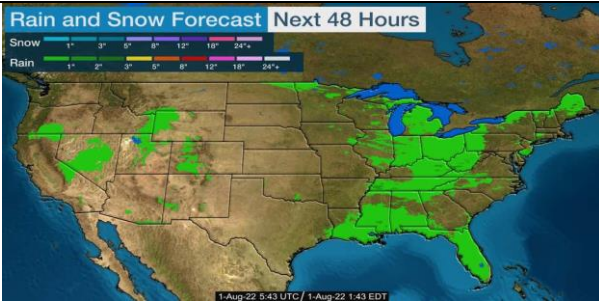 Rain and Snow Forecast Next 48 Hours
Snow
1" 3" 5" 8" 12" 18" 24"+
Rain
1" 2" 3" 5" 8" 12" 18" 24"+
1-Aug-22 5:43 UTC / 1-Aug-22 1:43 EDT